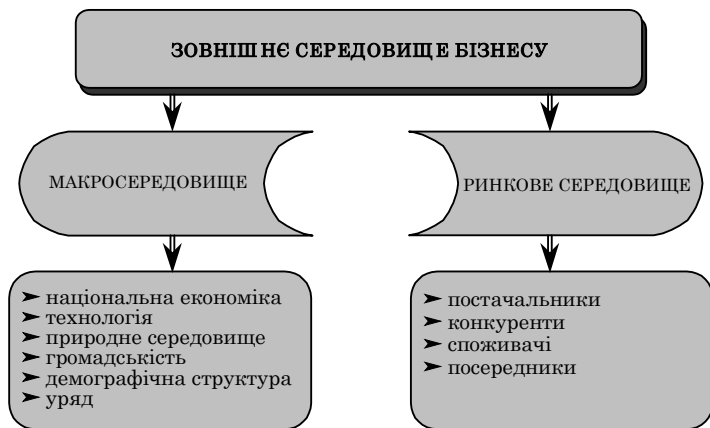 ЗОВНІШНЄ СЕРЕДОВИЩЕ БІЗНЕСУ
МАКРОСЕРЕДОВИЩЕ
РИНКОВЕ СЕРЕДОВИЩЕ
➤ національна економіка
➤ технологія
➤ природне середовище
➤ громадськість
➤ демографічна структура
➤ уряд
➤ постачальники
➤ конкуренти
➤ споживачі
➤ посередники